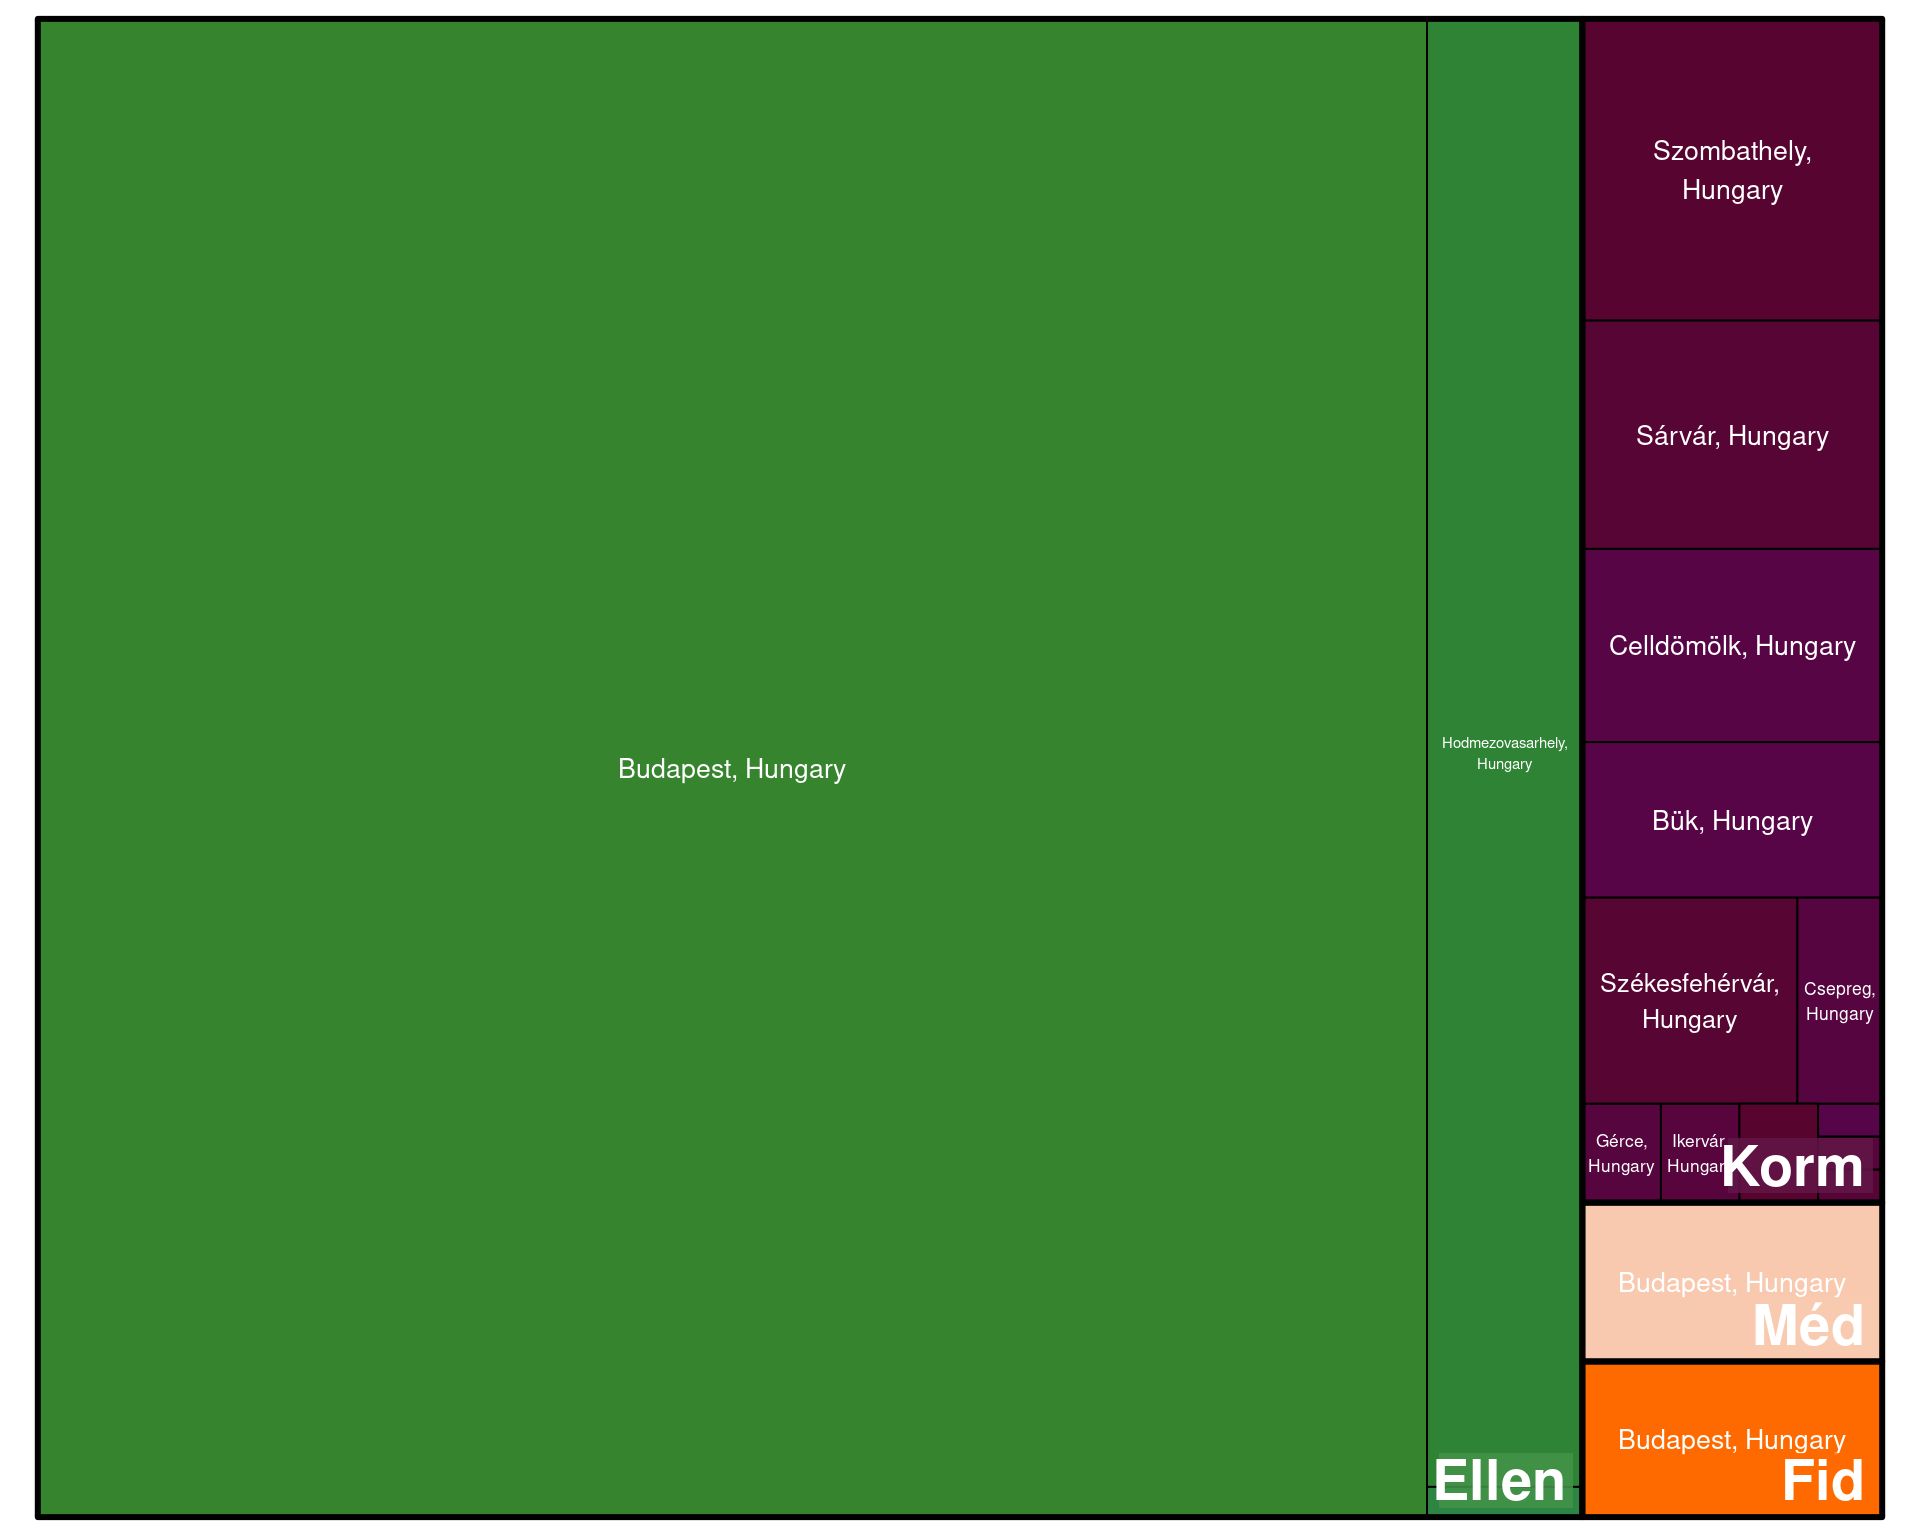 Budapest, Hungary
Hodmezovasarhely,
Hungary
Ellen
Szombathely,
Hungary
Sárvár, Hungary
Celldömölk, Hungary
Bük, Hungary
Székesfehérvár,
Hungary
Csepreg,
Hungary
Gérce,
Hungary
Ikervár,
Hungary
Korm
Budapest, Hungary
Méd
Budapest, Hungary
Fid